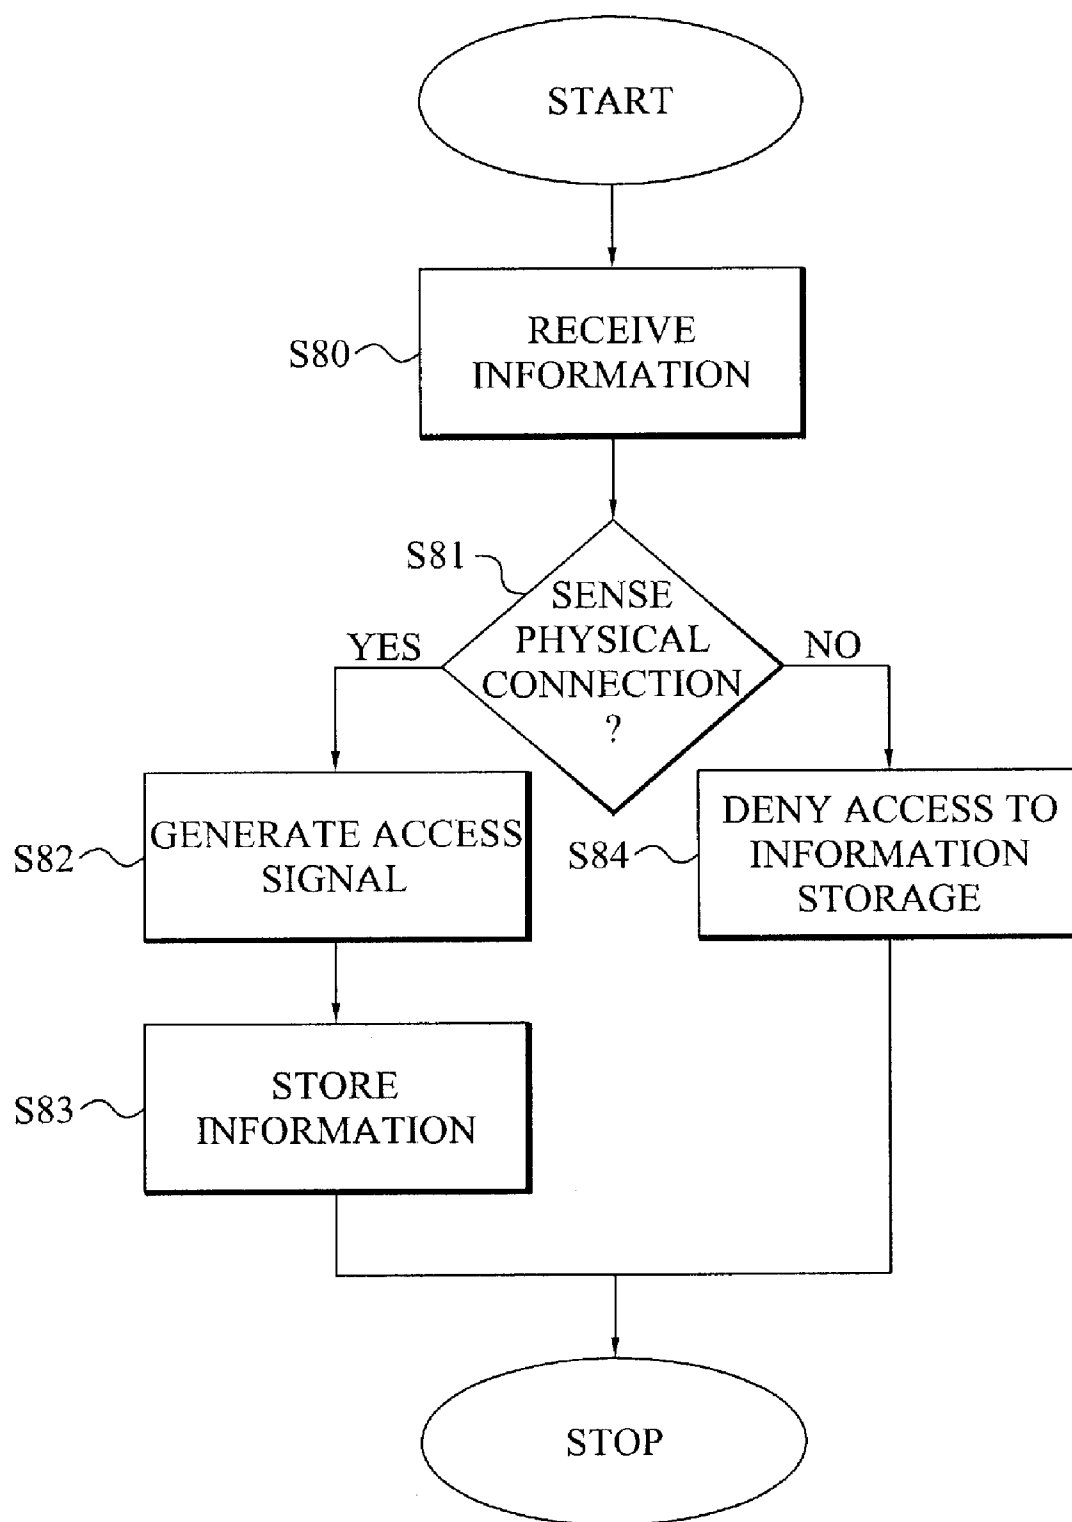 START
RECEIVE
INFORMATION
S80
S81
SENSE
PHYSICAL
CONNECTION
?
YES
NO
GENERATE ACCESS
SIGNAL
S82
DENY ACCESS TO
INFORMATION
STORAGE
S84
STORE
INFORMATION
S83
STOP